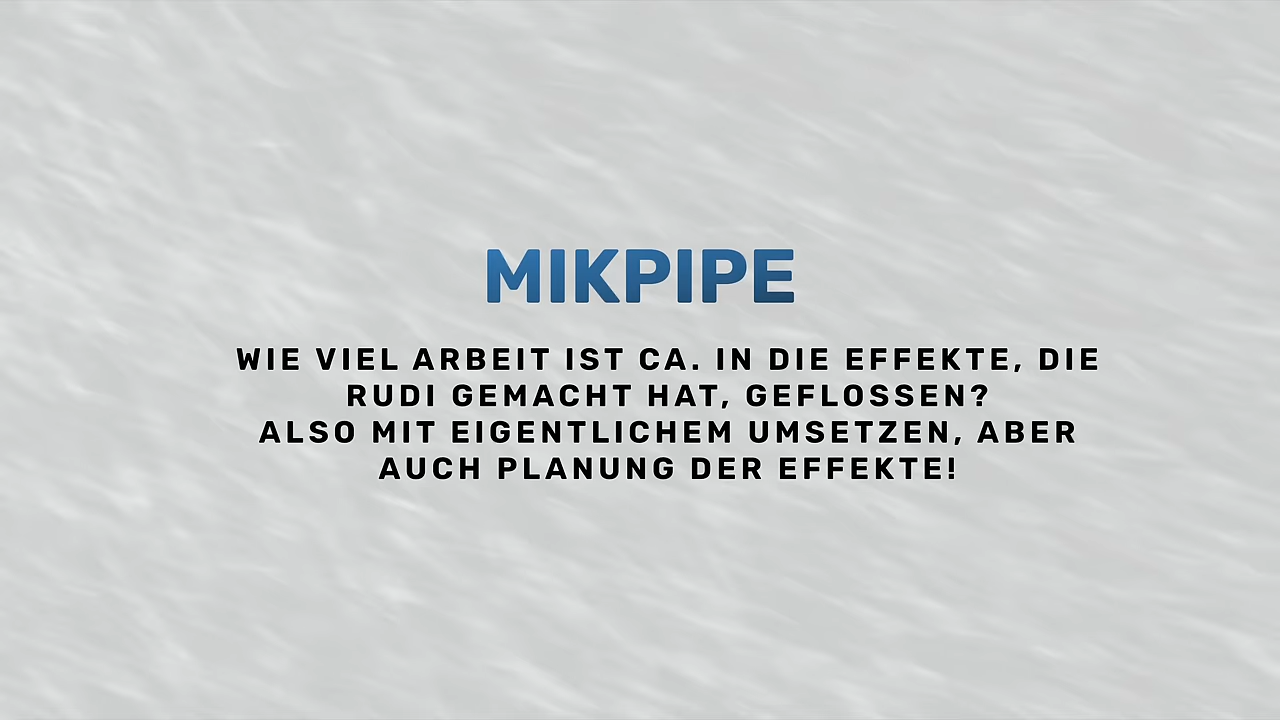 MIKPIPE
WIE VIEL ARBEIT IST CA. IN DIE EFFEKTE, DIE
RUDI GEMACHT HAT, GEFLOSSEN?
ALSO MIT EIGENTLICHEM UMSETZEN, ABER
AUCH PLANUNG DER EFFEKTE!